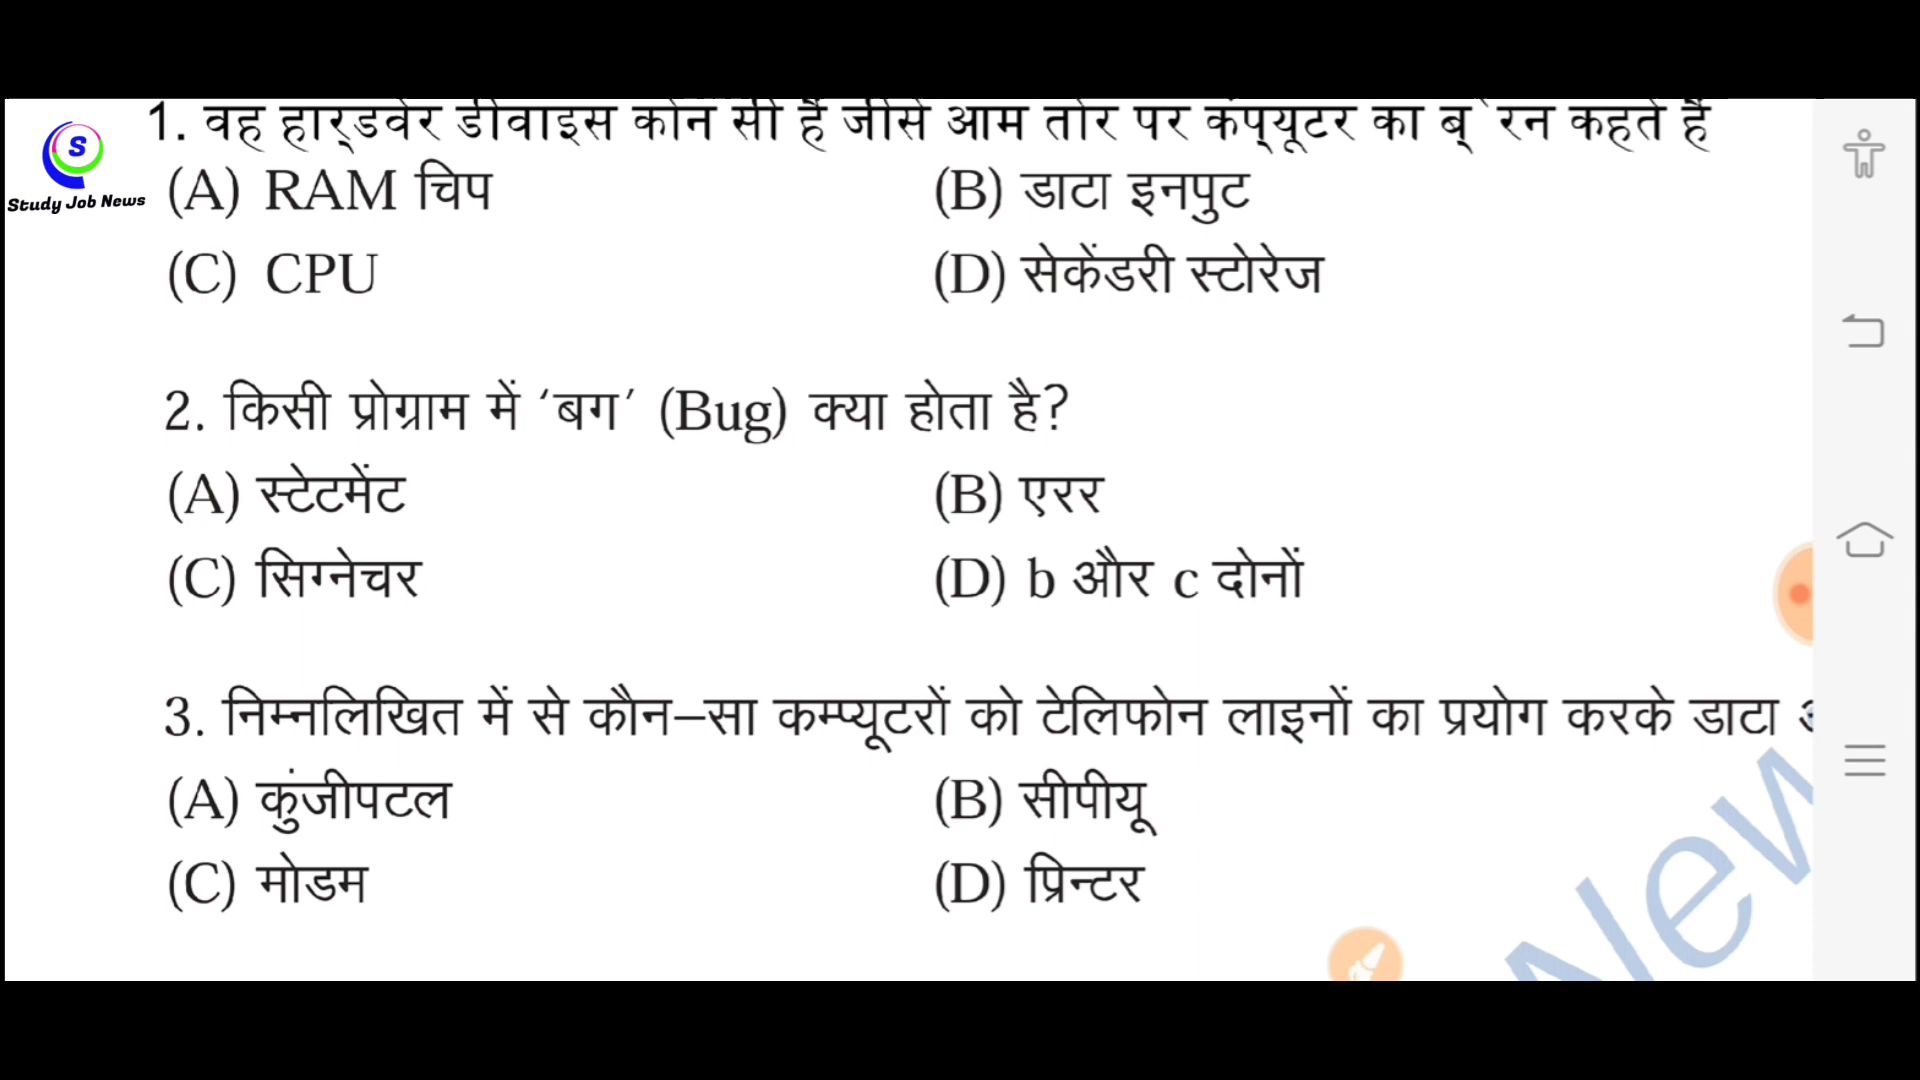 1. वह हार्‌डवेर डीवाइस कोन सी है जीसे आम तोर पर कंप्‌यूटर का ब्‌ेरन कहते है
S
Study Job News
(A) RAM चिप (B) डाटा इनपुट
(C) CPU (D) सेकेंडरी स्टोरेज
2. किसी प्रोग्राम में ‘बग’ (Bug) क्या होता है?
(A) स्टेटमेंट (B) एरर
(C) सिग्नेचर (D) b और c दोनों
3. निम्नलिखित में से कौन–सा कम्प्यूटरों को टेलिफोन लाइनों का प्रयोग करके डाटा
(A) कुंजीपटल (B) सीपीयू
(C) मोडम (D) प्रिन्टर
New